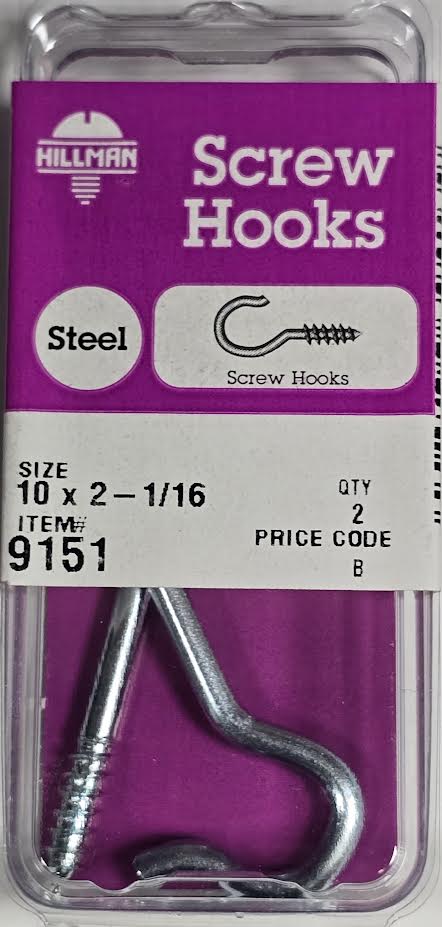 HILLMAN
Screw
Hooks
Steel
Screw Hooks
SIZE
10 x 2-1/16
QTY
2
ITEM#
9151
PRICE CODE
B